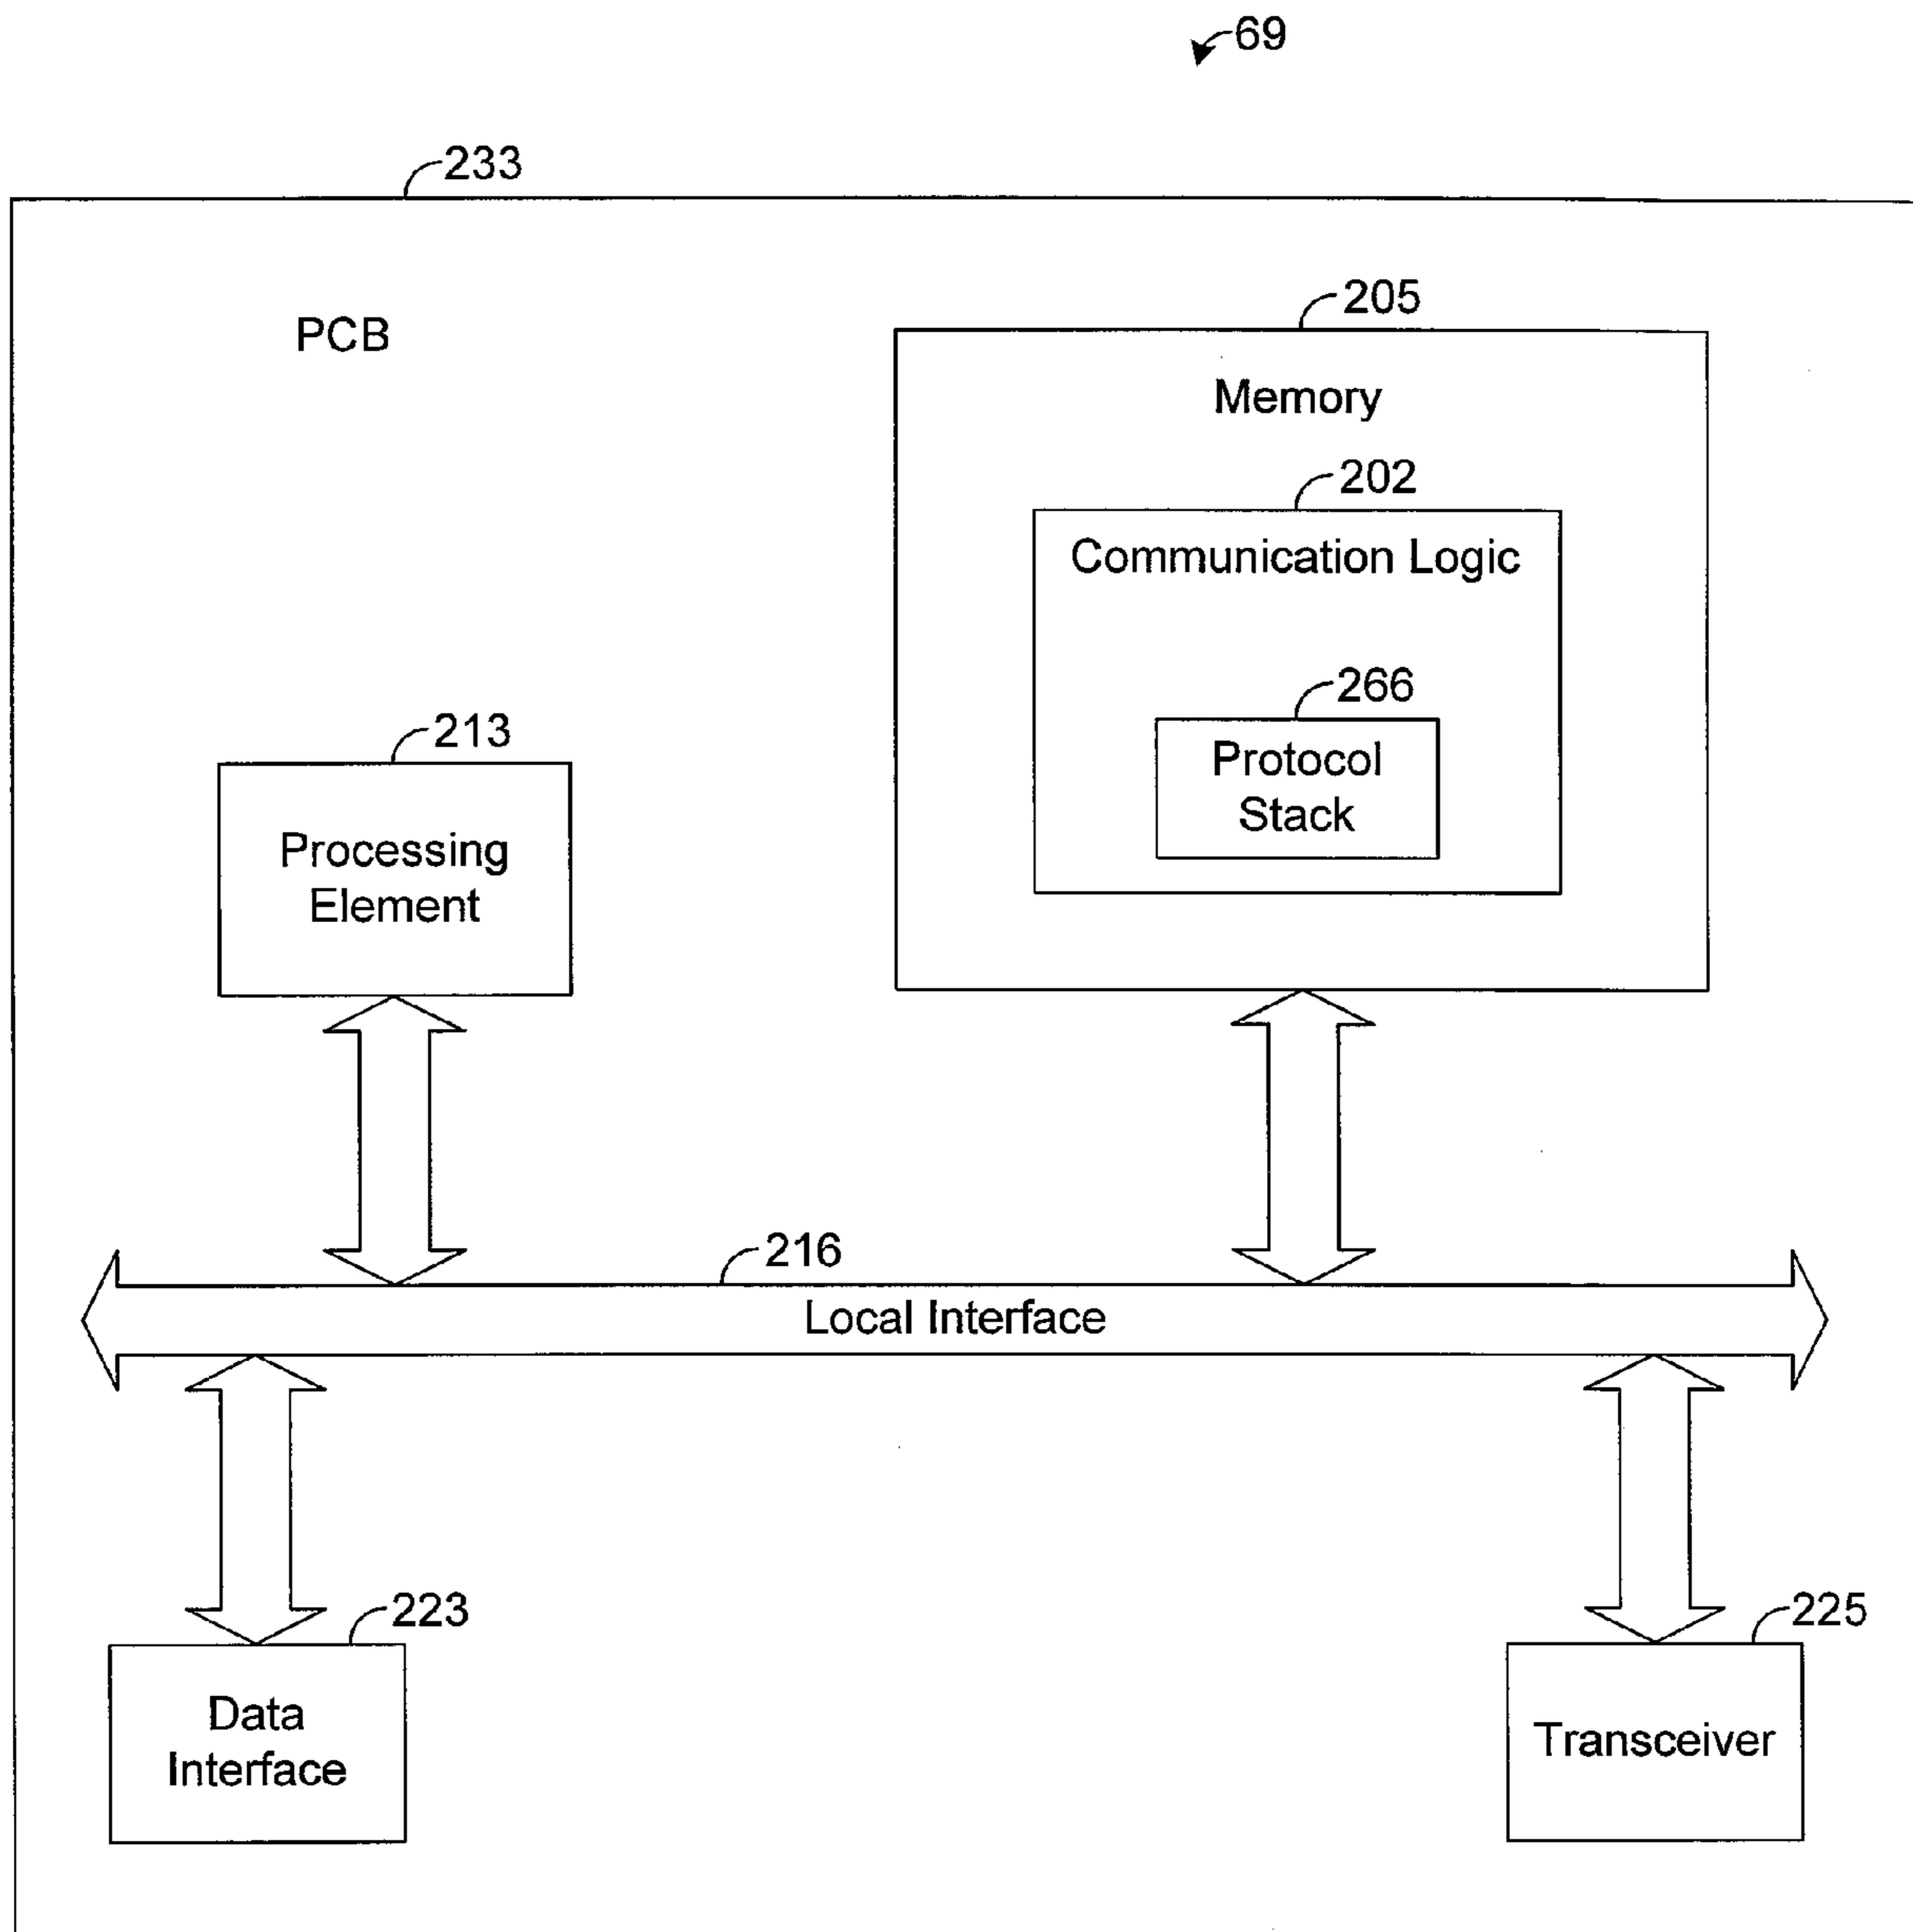 69
233
PCB
205
Memory
202
Communication Logic
266
Protocol
Stack
213
Processing
Element
216
Local Interface
223
Data
Interface
225
Transceiver